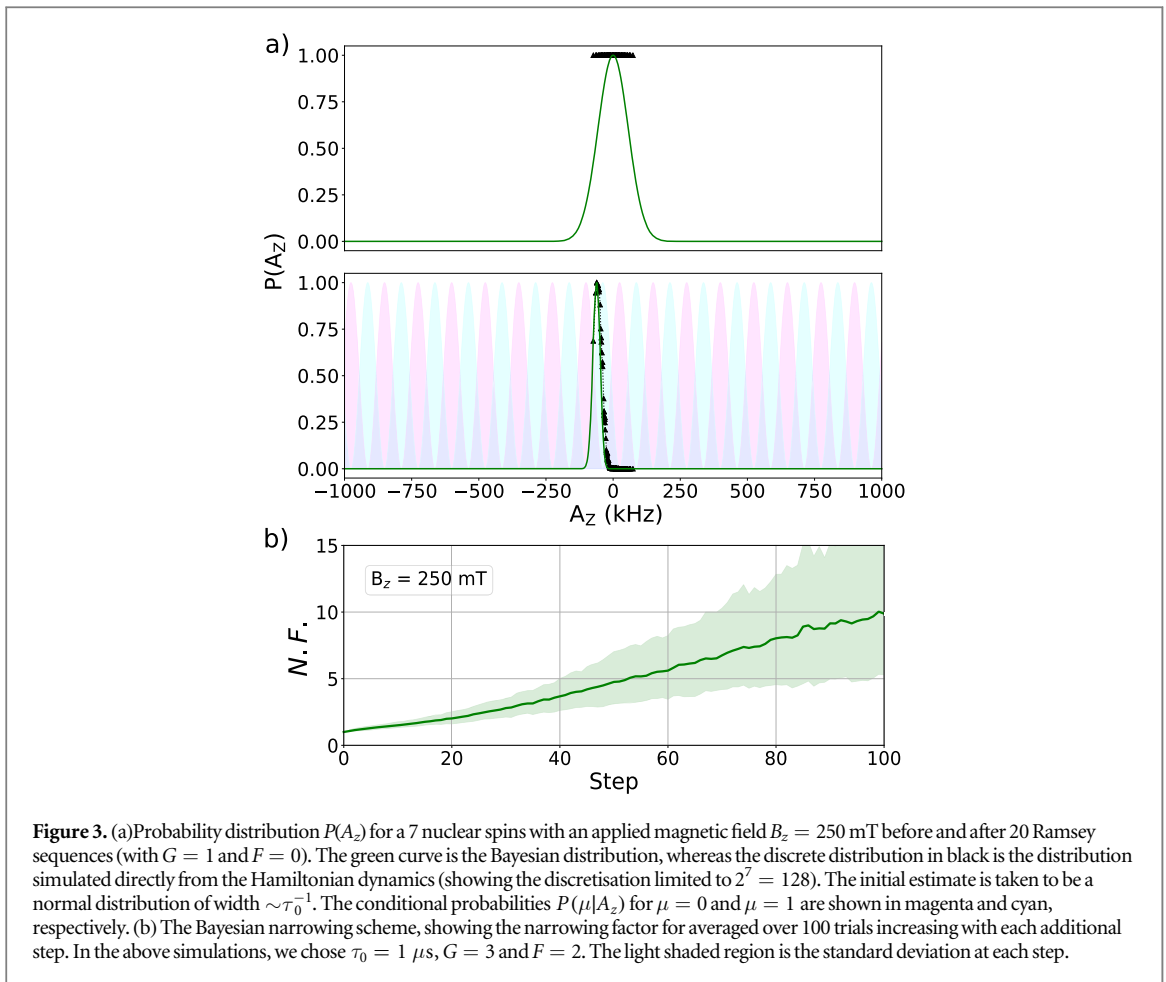 a)
1.00
0.75
0.50
0.25
0.00
P(A_Z)
1.00
0.75
0.50
0.25
0.00
−1000 −750 −500 −250 0 250 500 750 1000
A_Z (kHz)
b)
15
B_z = 250 mT
10
N.F.
5
0
0 20 40 60 80 100
Step
Figure 3. (a)Probability distribution P(A_z) for a 7 nuclear spins with an applied magnetic field B_z = 250 mT before and after 20 Ramsey
sequences (with G = 1 and F = 0). The green curve is the Bayesian distribution, whereas the discrete distribution in black is the distribution
simulated directly from the Hamiltonian dynamics (showing the discretisation limited to 2^7 = 128). The initial estimate is taken to be a
normal distribution of width ∼τ_0^{-1}. The conditional probabilities P(μ|A_z) for μ = 0 and μ = 1 are shown in magenta and cyan,
respectively. (b) The Bayesian narrowing scheme, showing the narrowing factor for averaged over 100 trials increasing with each additional
step. In the above simulations, we chose τ_0 = 1 μs, G = 3 and F = 2. The light shaded region is the standard deviation at each step.